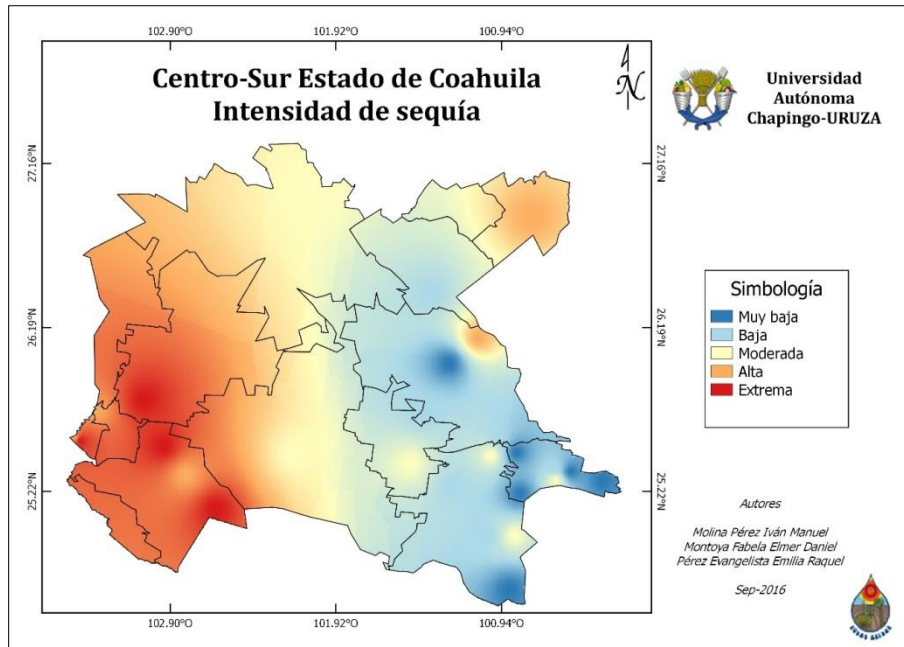 102.90°O
101.92°O
100.94°O
Centro-Sur Estado de Coahuila
Intensidad de sequía
N
Universidad
Autónoma
Chapingo-URUZA
27.16°N
27.16°N
26.19°N
26.19°N
25.22°N
25.22°N
Simbología
Muy baja
Baja
Moderada
Alta
Extrema
Autores
Molina Pérez Iván Manuel
Montoya Fabela Elmer Daniel
Pérez Evangelista Emilia Raquel
Sep-2016
102.90°O
101.92°O
100.94°O